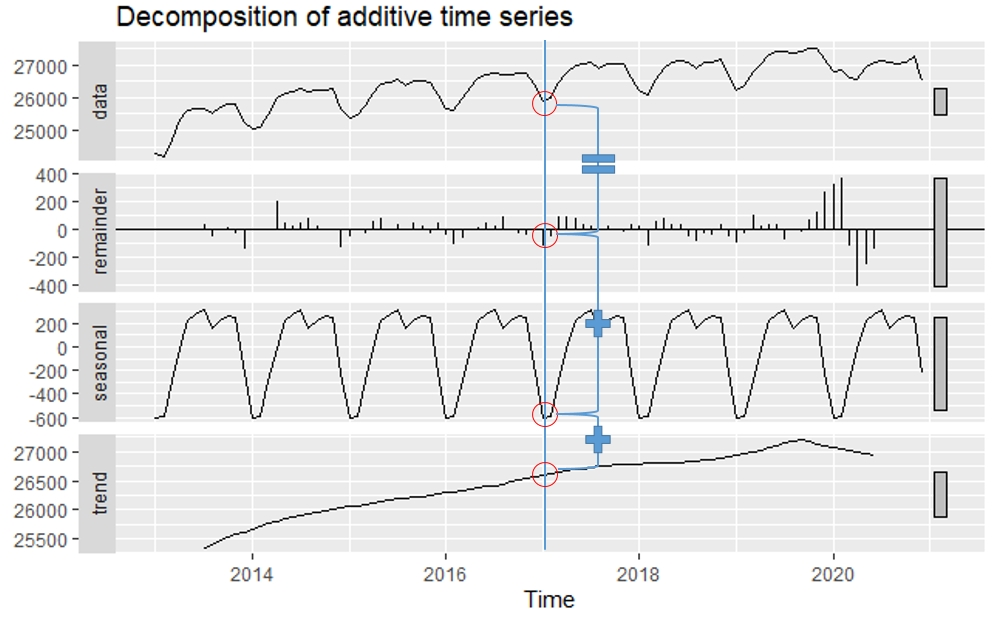 Decomposition of additive time series
27000
26000
25000
data
400
200
0
-200
-400
remainder
200
0
-200
-400
-600
seasonal
27000
26500
26000
25500
trend
2014 2016 2018 2020
Time